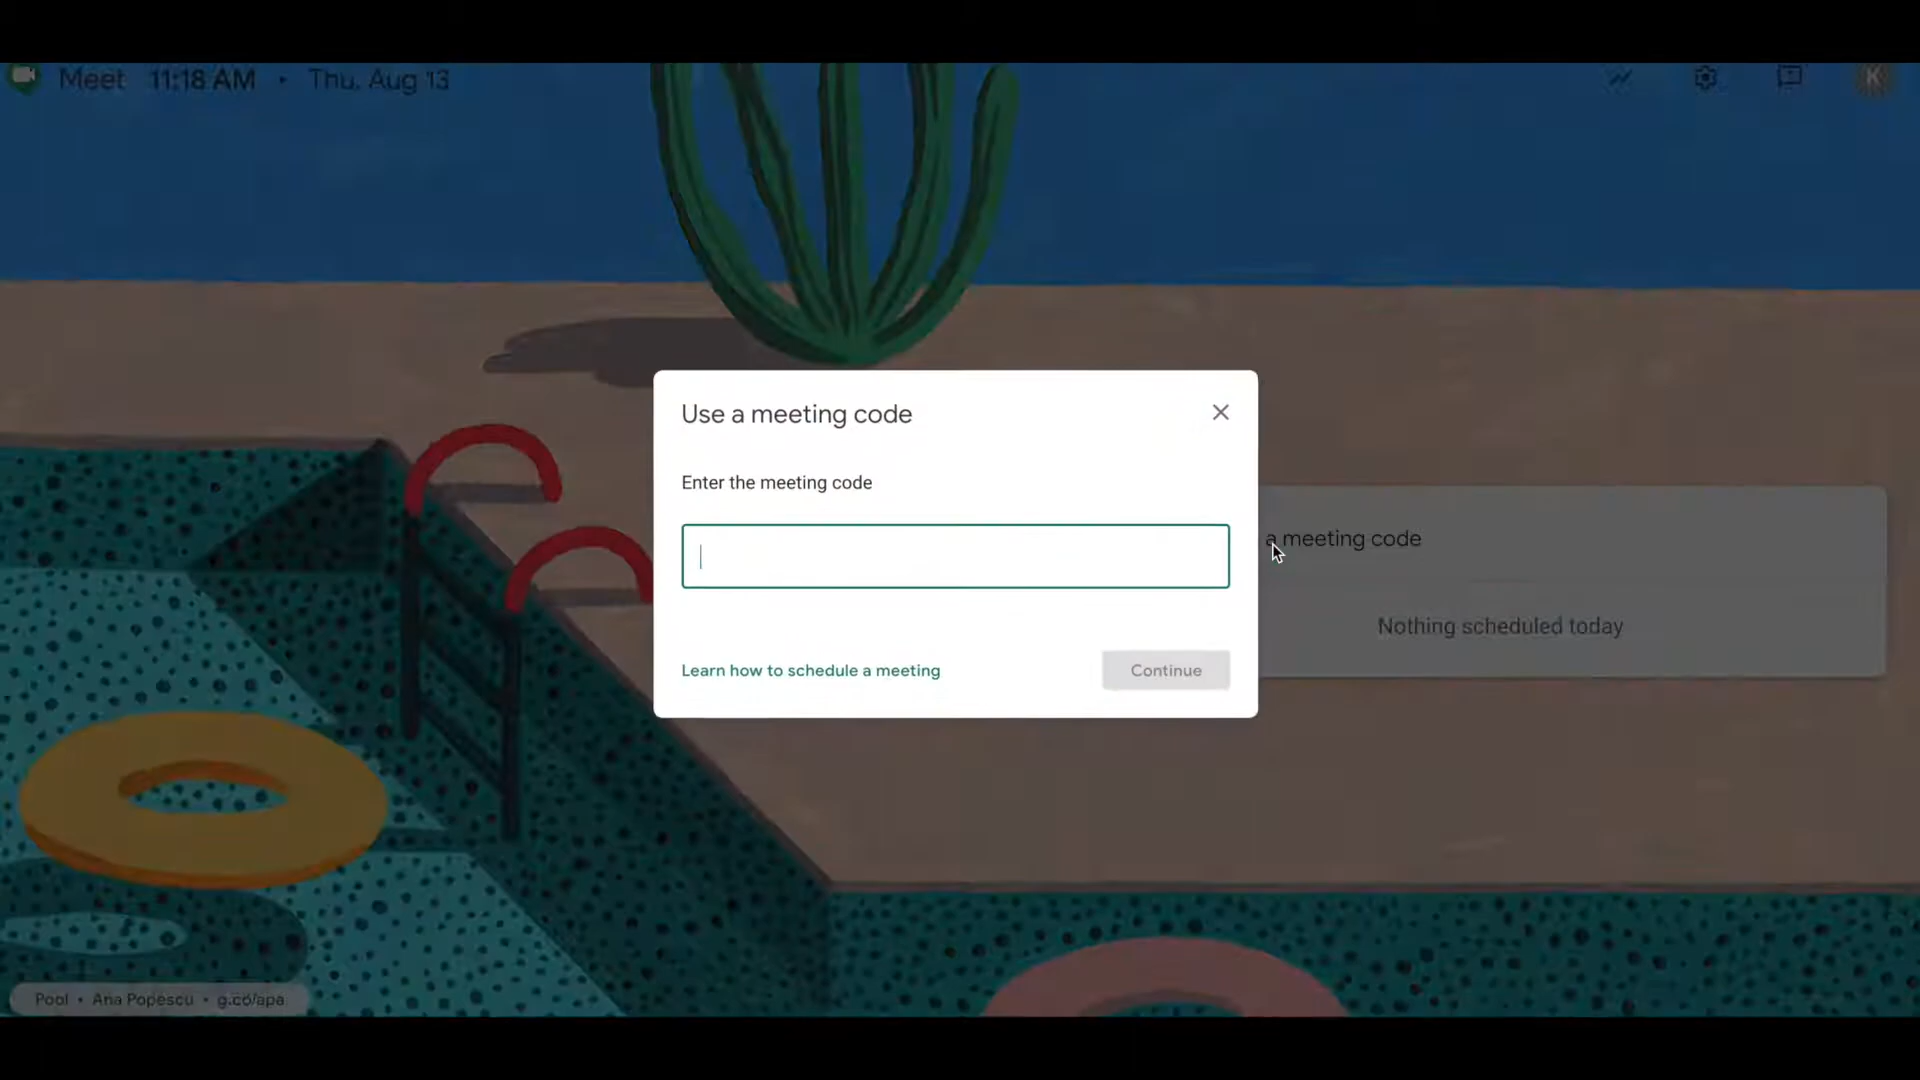 Meet 11:18 AM • Thu, Aug 13
K
Use a meeting code
Enter the meeting code
a meeting code
Nothing scheduled today
Learn how to schedule a meeting
Continue
Pool • Ana Popescu • g.co/apa